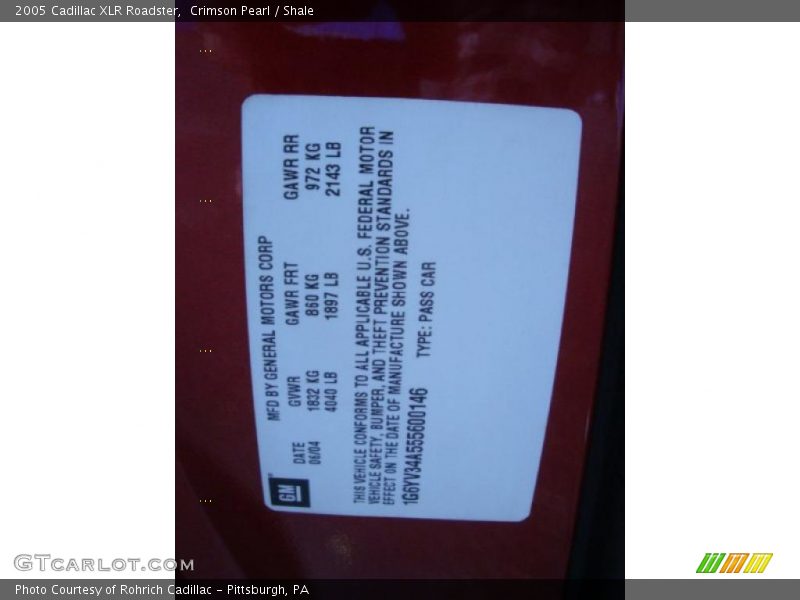 2005 Cadillac XLR Roadster,  Crimson Pearl / Shale
MFD BY GENERAL MOTORS CORP
DATE GVWR GAWR FRT GAWR RR
06/04 1832 KG 860 KG 972 KG
4040 LB 1897 LB 2143 LB
THIS VEHICLE CONFORMS TO ALL APPLICABLE U.S. FEDERAL MOTOR
VEHICLE SAFETY, BUMPER, AND THEFT PREVENTION STANDARDS IN
EFFECT ON THE DATE OF MANUFACTURE SHOWN ABOVE.
1G6YV34A555600146 TYPE: PASS CAR
GM
GTCarlot.com
Photo Courtesy of Rohrich Cadillac - Pittsburgh, PA